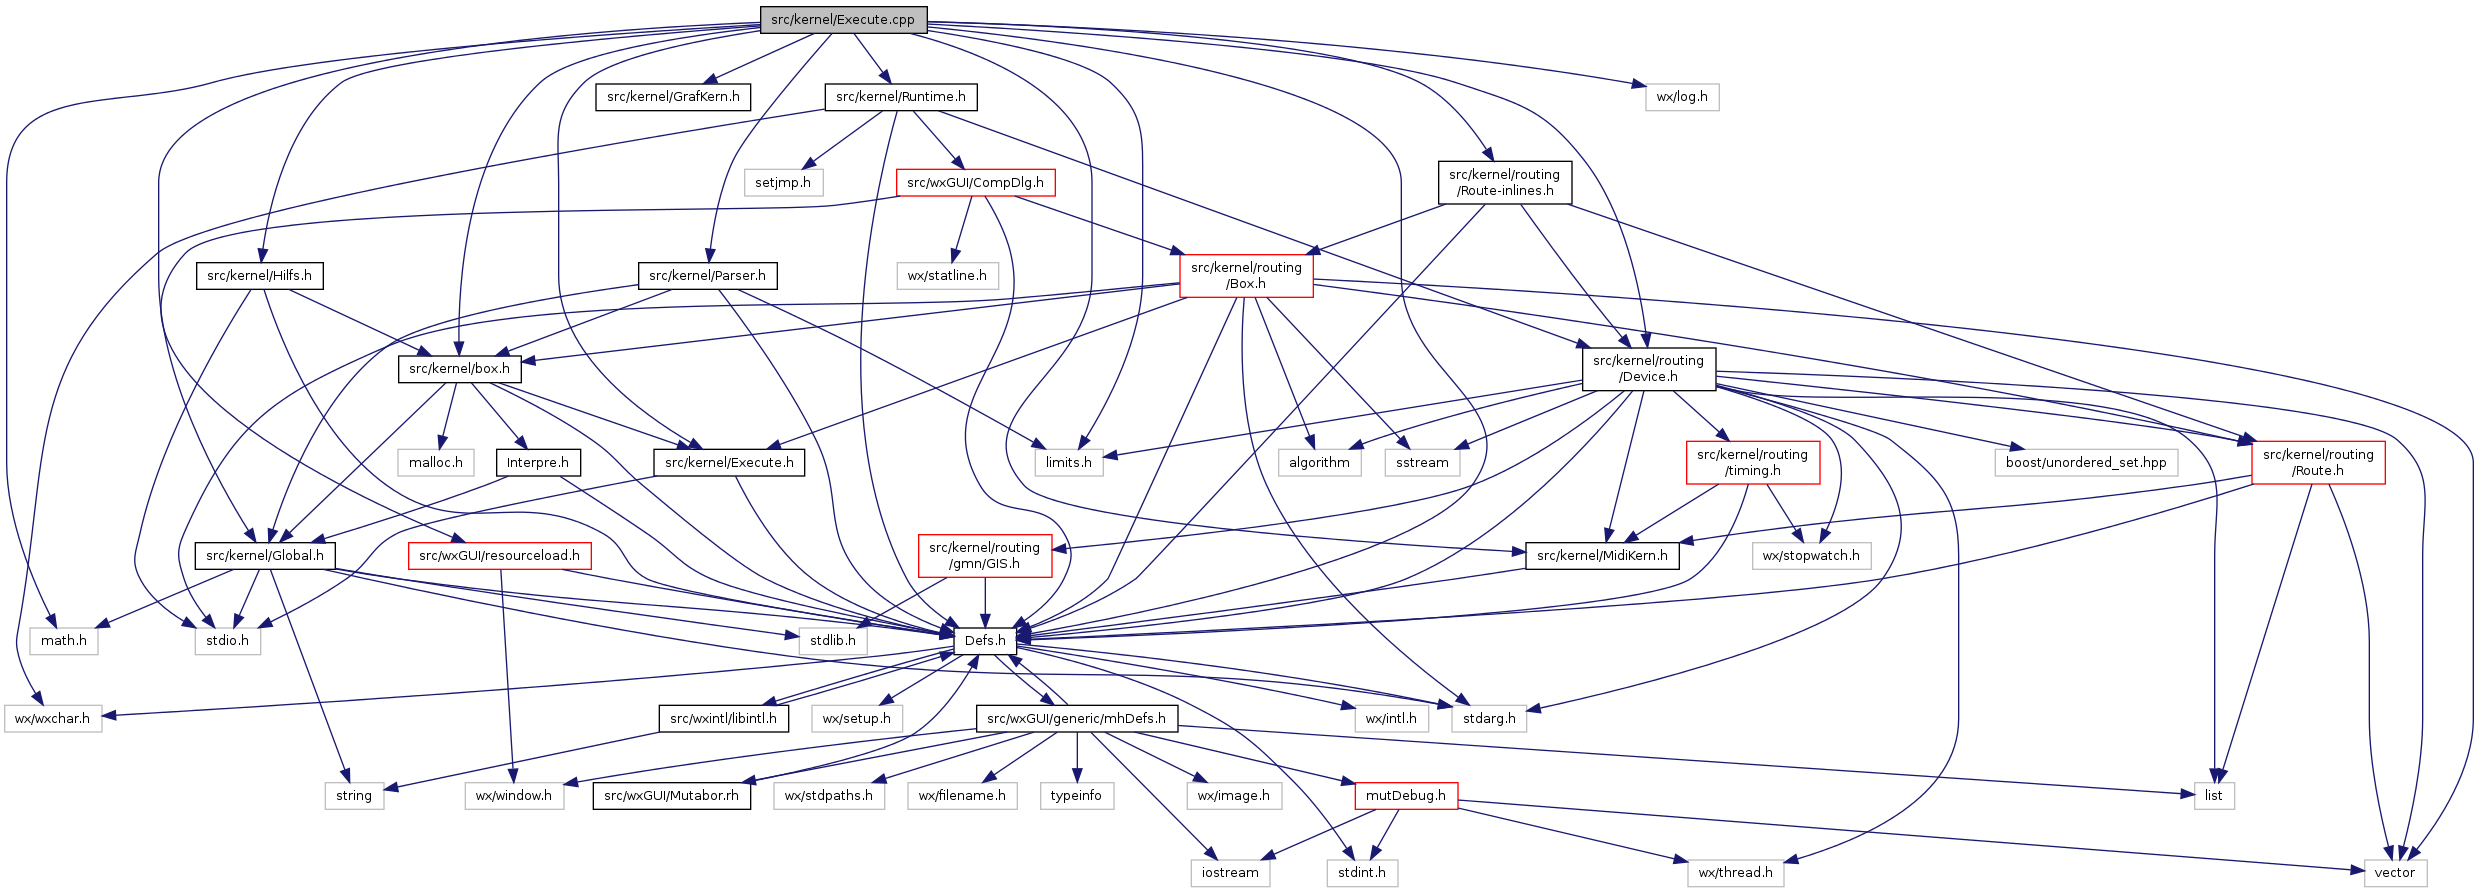 src/kernel/Execute.cpp
src/kernel/GrafKern.h
src/kernel/Runtime.h
wx/log.h
setjmp.h
src/wxGUI/CompDlg.h
src/kernel/routing
/Route-inlines.h
src/kernel/Hilfs.h
src/kernel/Parser.h
wx/statline.h
src/kernel/routing
/Box.h
src/kernel/box.h
src/kernel/routing
/Device.h
malloc.h
Interpre.h
src/kernel/Execute.h
limits.h
algorithm
sstream
src/kernel/routing
/timing.h
boost/unordered_set.hpp
src/kernel/routing
/Route.h
src/kernel/Global.h
src/wxGUI/resourceload.h
src/kernel/routing
/gmn/GIS.h
src/kernel/MidiKern.h
wx/stopwatch.h
math.h
stdio.h
stdlib.h
Defs.h
wx/wxchar.h
src/wxintl/libintl.h
wx/setup.h
src/wxGUI/generic/mhDefs.h
wx/intl.h
stdarg.h
string
wx/window.h
src/wxGUI/Mutabor.rh
wx/stdpaths.h
wx/filename.h
typeinfo
wx/image.h
mutDebug.h
list
iostream
stdint.h
wx/thread.h
vector